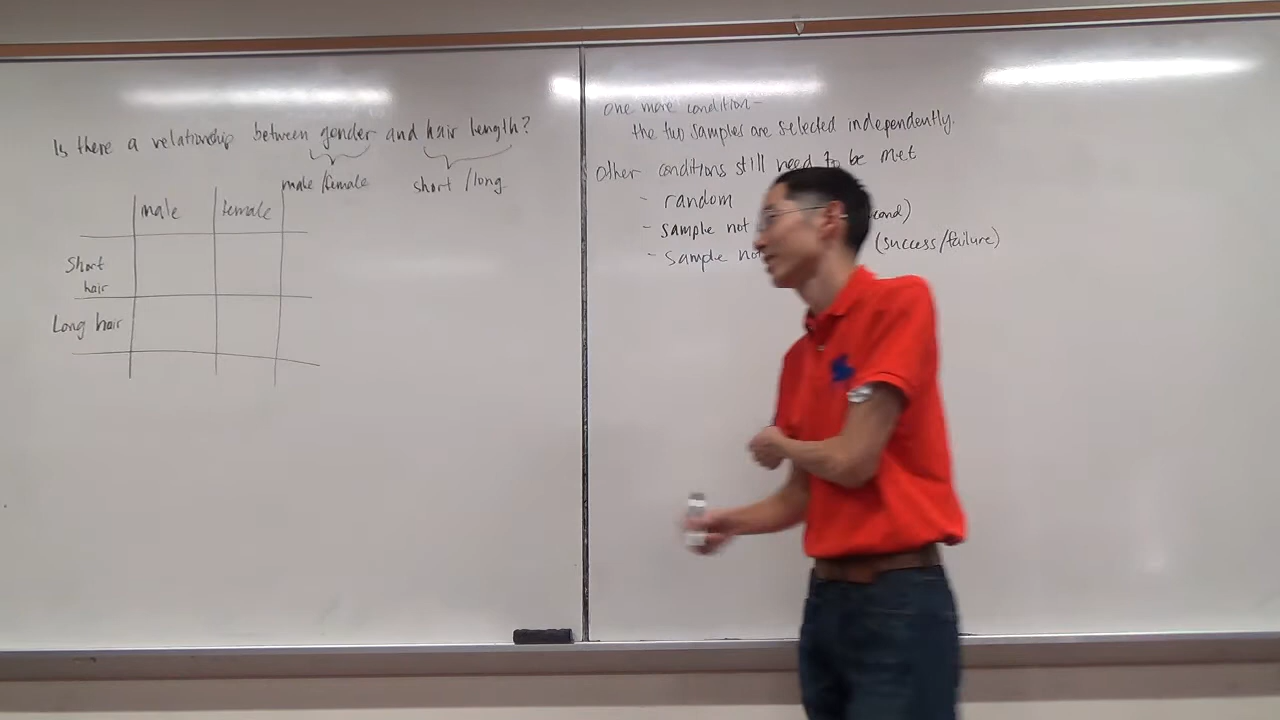 Is there a relationship between gender and hair length?
male/female short/long
male female
Short
hair
Long hair
One more condition-
the two samples are selected independently.
Other conditions still need to be met
- random
- sample not
- sample not (success/failure)